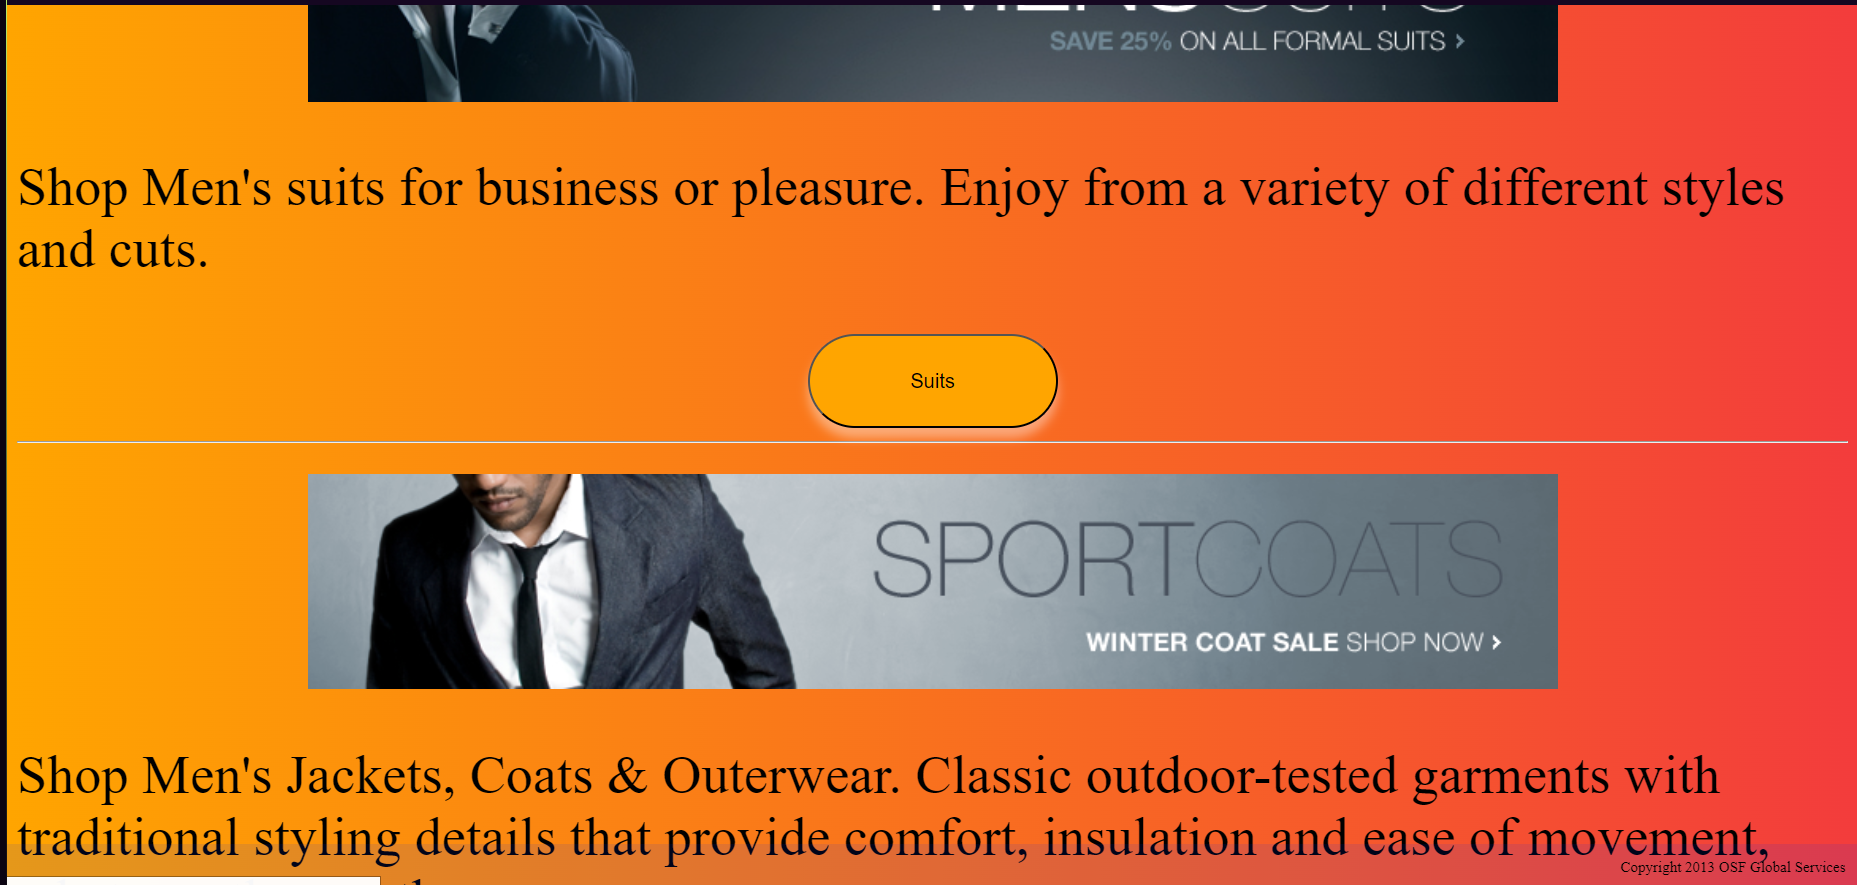 MENSSUITS
SAVE 25% ON ALL FORMAL SUITS ›
Shop Men's suits for business or pleasure. Enjoy from a variety of different styles
and cuts.
Suits
SPORTCOATS
WINTER COAT SALE SHOP NOW ›
Shop Men's Jackets, Coats & Outerwear. Classic outdoor-tested garments with
traditional styling details that provide comfort, insulation and ease of movement,
Copyright 2013 OSF Global Services